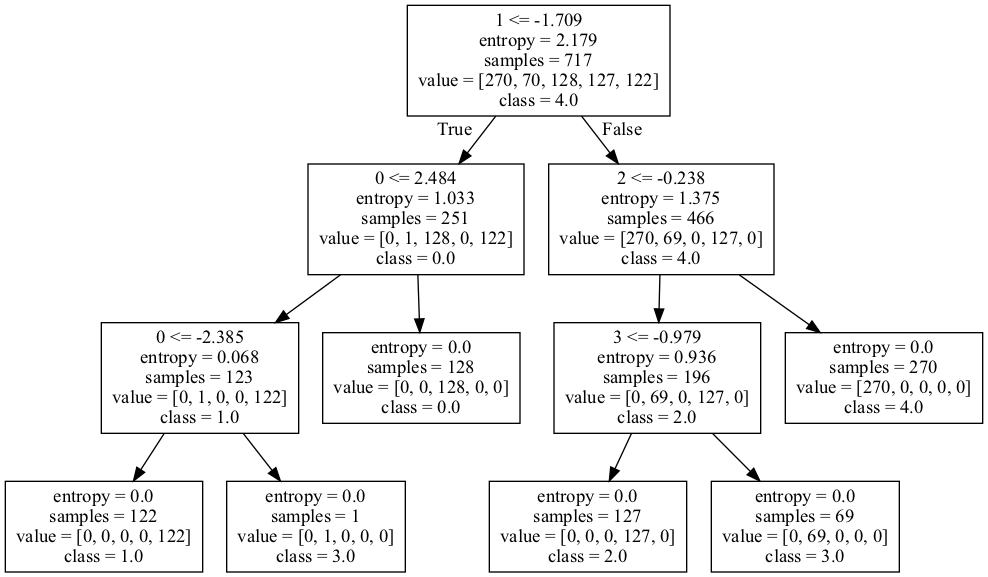 1 <= -1.709
entropy = 2.179
samples = 717
value = [270, 70, 128, 127, 122]
class = 4.0
True
False
0 <= 2.484
entropy = 1.033
samples = 251
value = [0, 1, 128, 0, 122]
class = 0.0
2 <= -0.238
entropy = 1.375
samples = 466
value = [270, 69, 0, 127, 0]
class = 4.0
0 <= -2.385
entropy = 0.068
samples = 123
value = [0, 1, 0, 0, 122]
class = 1.0
entropy = 0.0
samples = 128
value = [0, 0, 128, 0, 0]
class = 0.0
3 <= -0.979
entropy = 0.936
samples = 196
value = [0, 69, 0, 127, 0]
class = 2.0
entropy = 0.0
samples = 270
value = [270, 0, 0, 0, 0]
class = 4.0
entropy = 0.0
samples = 122
value = [0, 0, 0, 0, 122]
class = 1.0
entropy = 0.0
samples = 1
value = [0, 1, 0, 0, 0]
class = 3.0
entropy = 0.0
samples = 127
value = [0, 0, 0, 127, 0]
class = 2.0
entropy = 0.0
samples = 69
value = [0, 69, 0, 0, 0]
class = 3.0